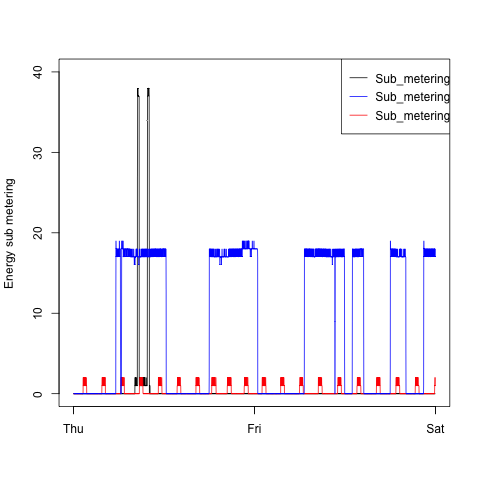 Energy sub metering
40
30
20
10
0
Thu
Fri
Sat
Sub_metering
Sub_metering
Sub_metering